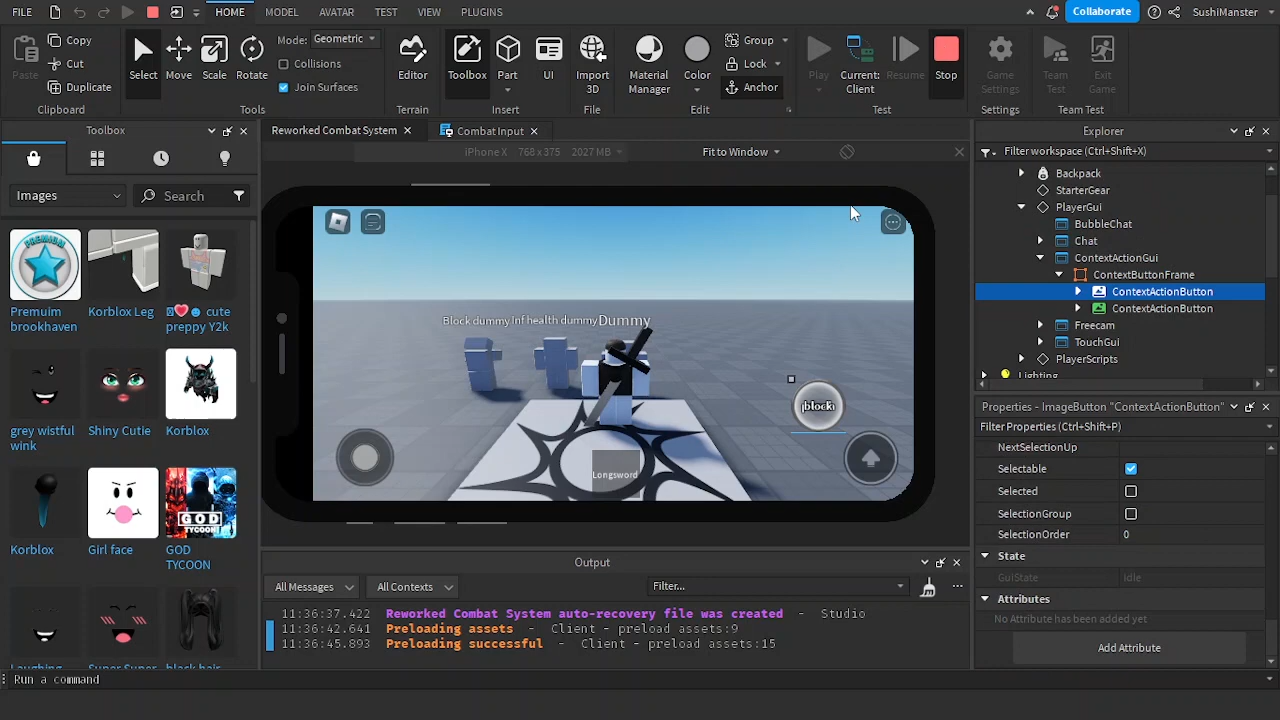 FILE
HOME MODEL AVATAR TEST VIEW PLUGINS
Collaborate
SushiManster
Paste
Copy
Cut
Duplicate
Clipboard
Select Move Scale Rotate
Mode: Geometric
Collisions
Join Surfaces
Tools
Editor
Terrain
Toolbox Part UI
Insert
Import
3D
File
Material
Manager
Color
Group
Lock
Anchor
Edit
Play
Current:
Client
Resume
Stop
Test
Game
Settings
Settings
Team
Test
Exit
Game
Team Test
Toolbox
Images
Search
PREMIUM
Premuim
brookhaven
Korblox Leg
cute
preppy Y2k
grey wistful
wink
Shiny Cutie
Korblox
Korblox
Girl face
GOD TYCOON
GOD
TYCOON
Laughing
Super Super
black hair
Reworked Combat System
Combat Input
iPhone X 768 x 375 2027 MB
Fit to Window
Block dummy
Inf health dummy
Dummy
block
Longsword
Output
All Messages
All Contexts
Filter...
11:36:37.422 Reworked Combat System auto-recovery file was created - Studio
11:36:42.641 Preloading assets - Client - preload assets:9
11:36:45.893 Preloading successful - Client - preload assets:15
Run a command
Explorer
Filter workspace (Ctrl+Shift+X)
Backpack
StarterGear
PlayerGui
BubbleChat
Chat
ContextActionGui
ContextButtonFrame
ContextActionButton
ContextActionButton
Freecam
TouchGui
PlayerScripts
Lighting
Properties - ImageButton "ContextActionButton"
Filter Properties (Ctrl+Shift+P)
NextSelectionUp
Selectable
Selected
SelectionGroup
SelectionOrder 0
State
GuiState Idle
Attributes
No Attribute has been added yet
Add Attribute